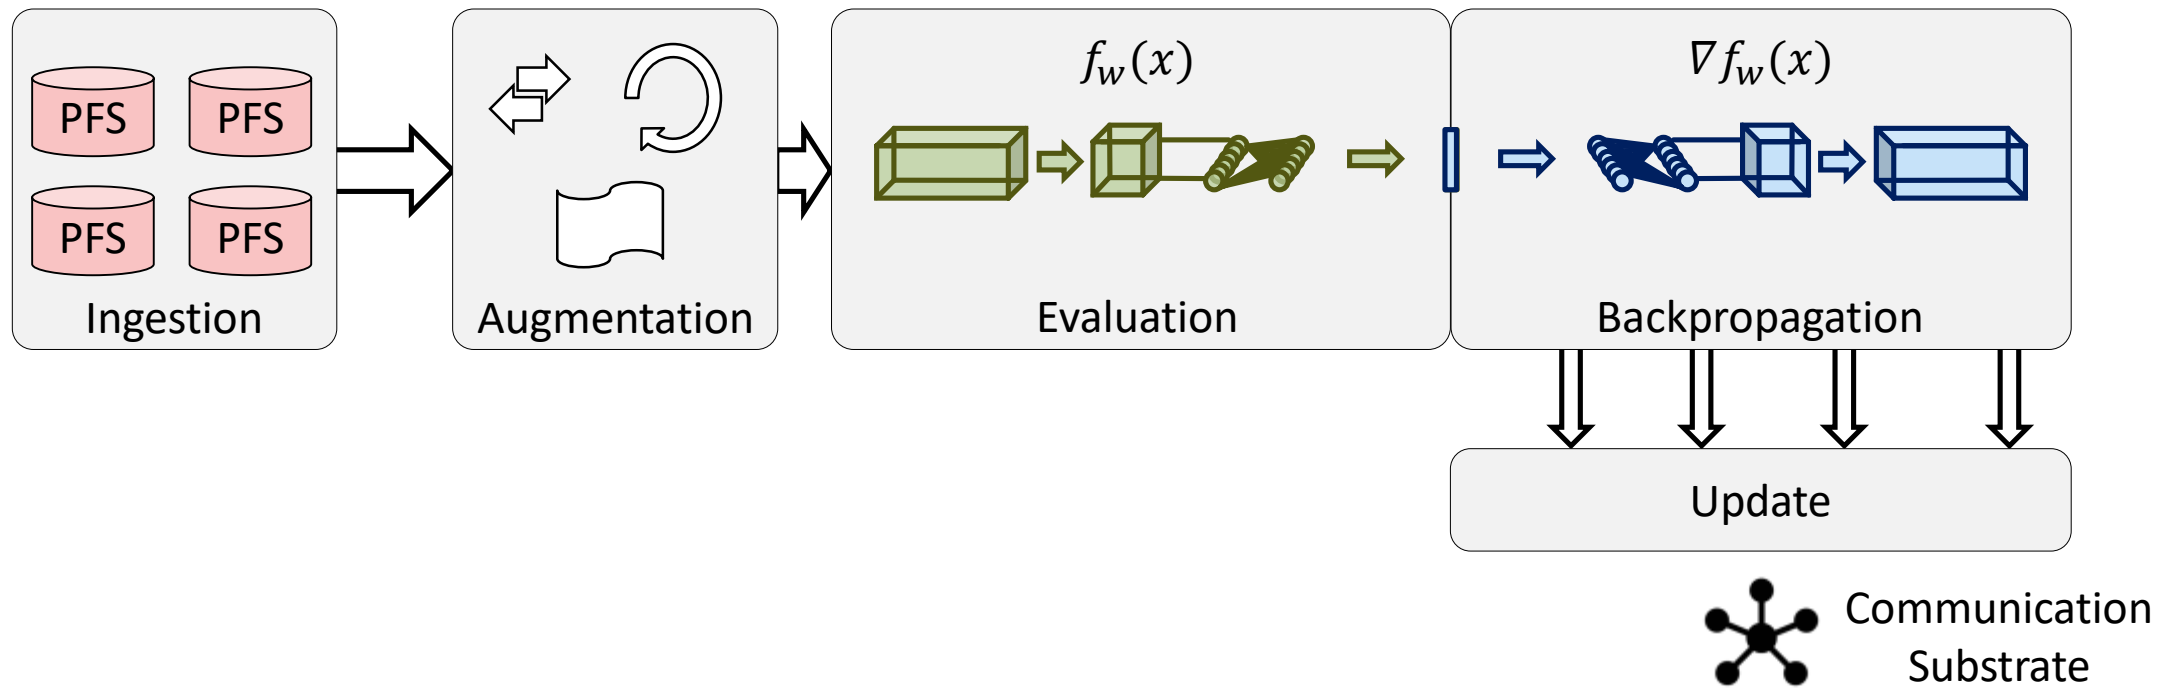 PFS
PFS
PFS
PFS
Ingestion
Augmentation
f_w(x)
Evaluation
∇f_w(x)
Backpropagation
Update
Communication
Substrate